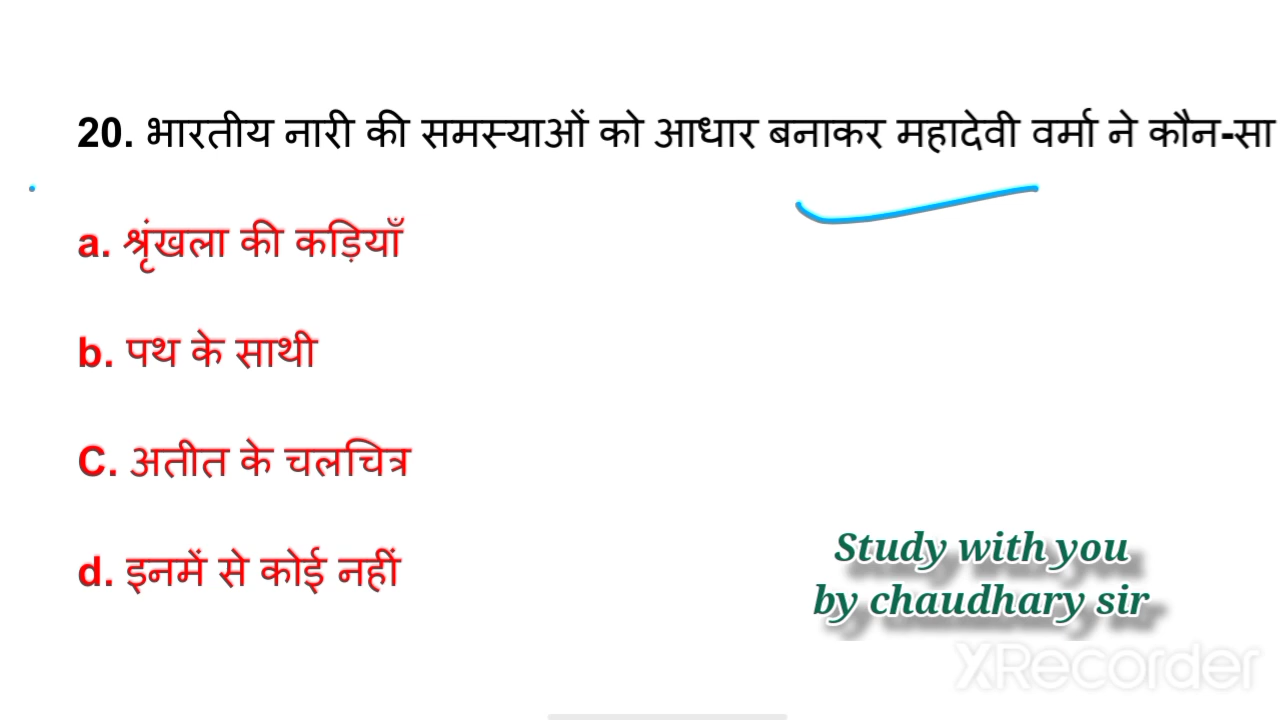 20. भारतीय नारी की समस्याओं को आधार बनाकर महादेवी वर्मा ने कौन-सा
a. श्रृंखला की कड़ियाँ
b. पथ के साथी
C. अतीत के चलचित्र
d. इनमें से कोई नहीं
Study with you
by chaudhary sir
XRecorder